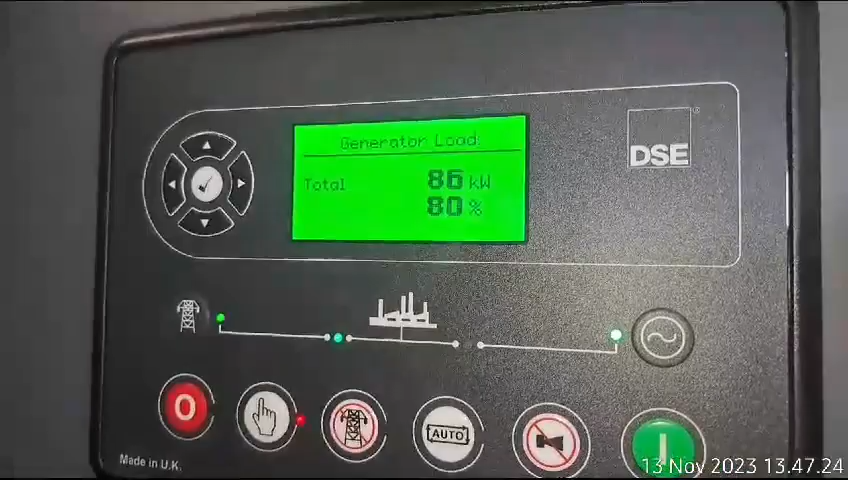 Generator Load
Total 86 kW
80 %
DSE
®
O
AUTO
I
Made in U.K.
13 Nov 2023 13.47.24